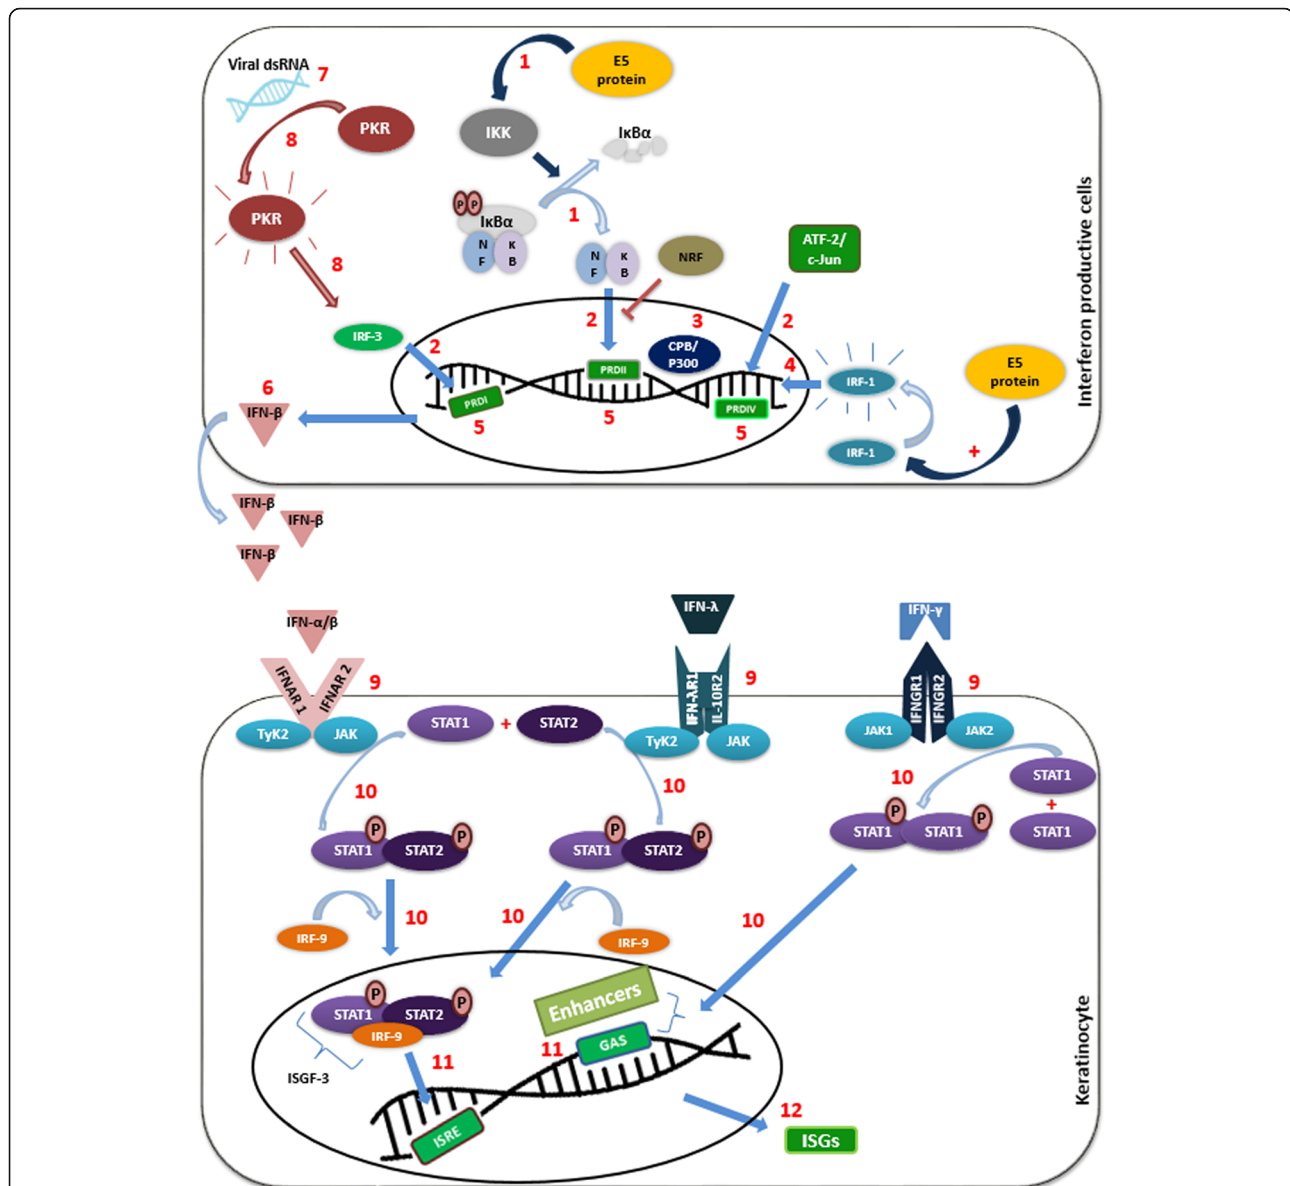 Viral dsRNA 7
1
E5
protein
PKR
8
IKK
IκBα
P P
IκBα
1
N κ
F B
PKR
8
N κ
F B
NRF
ATF-2/
c-Jun
Interferon productive cells
IRF-3
2
2
3
2
CPB/
P300
4
PRDI
PRDII
PRDIV
5
5
5
IRF-1
E5
protein
IRF-1
+
6
IFN-β
IFN-β
IFN-β
IFN-β
IFN-α/β
IFN-λ
IFN-γ
IFNAR 1
IFNAR 2
9
IFN-λR1
IL-10R2
9
IFNGR1
IFNGR2
9
TyK2
JAK
STAT1 + STAT2
TyK2
JAK
JAK1
JAK2
10
10
10
STAT1
+
STAT1
P
P
STAT1 STAT2
P
P
STAT1 STAT2
P
P
STAT1 STAT1
IRF-9
10
10
IRF-9
10
P
P
STAT1 STAT2
IRF-9
ISGF-3
11
Enhancers
11
GAS
ISRE
12
ISGs
Keratinocyte